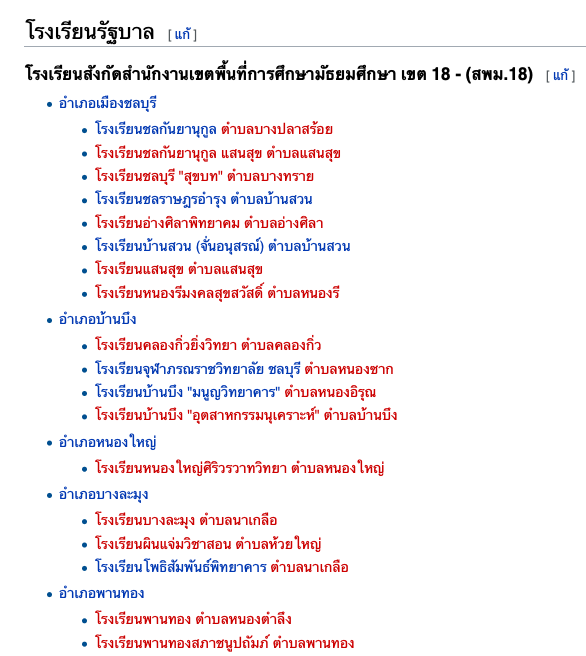 โรงเรียนรัฐบาล [ แก้ ]
โรงเรียนสังกัดสำนักงานเขตพื้นที่การศึกษามัธยมศึกษา เขต 18 - (สพม.18) [ แก้ ]
อำเภอเมืองชลบุรี
โรงเรียนชลกันยานุกูล ตำบลบางปลาสร้อย
โรงเรียนชลกันยานุกูล แสนสุข ตำบลแสนสุข
โรงเรียนชลบุรี "สุขบท" ตำบลบางทราย
โรงเรียนชลราษฎรอำรุง ตำบลบ้านสวน
โรงเรียนอ่างศิลาพิทยาคม ตำบลอ่างศิลา
โรงเรียนบ้านสวน (จั่นอนุสรณ์) ตำบลบ้านสวน
โรงเรียนแสนสุข ตำบลแสนสุข
โรงเรียนหนองรีมงคลสุขสวัสดิ์ ตำบลหนองรี
อำเภอบ้านบึง
โรงเรียนคลองกิ่วยิ่งวิทยา ตำบลคลองกิ่ว
โรงเรียนจุฬาภรณราชวิทยาลัย ชลบุรี ตำบลหนองซาก
โรงเรียนบ้านบึง "มนูญวิทยาคาร" ตำบลหนองอิรุณ
โรงเรียนบ้านบึง "อุตสาหกรรมนุเคราะห์" ตำบลบ้านบึง
อำเภอหนองใหญ่
โรงเรียนหนองใหญ่ศิริวรวาทวิทยา ตำบลหนองใหญ่
อำเภอบางละมุง
โรงเรียนบางละมุง ตำบลนาเกลือ
โรงเรียนผินแจ่มวิชาสอน ตำบลห้วยใหญ่
โรงเรียนโพธิสัมพันธ์พิทยาคาร ตำบลนาเกลือ
อำเภอพานทอง
โรงเรียนพานทอง ตำบลหนองตำลึง
โรงเรียนพานทองสภาชนูปถัมภ์ ตำบลพานทอง